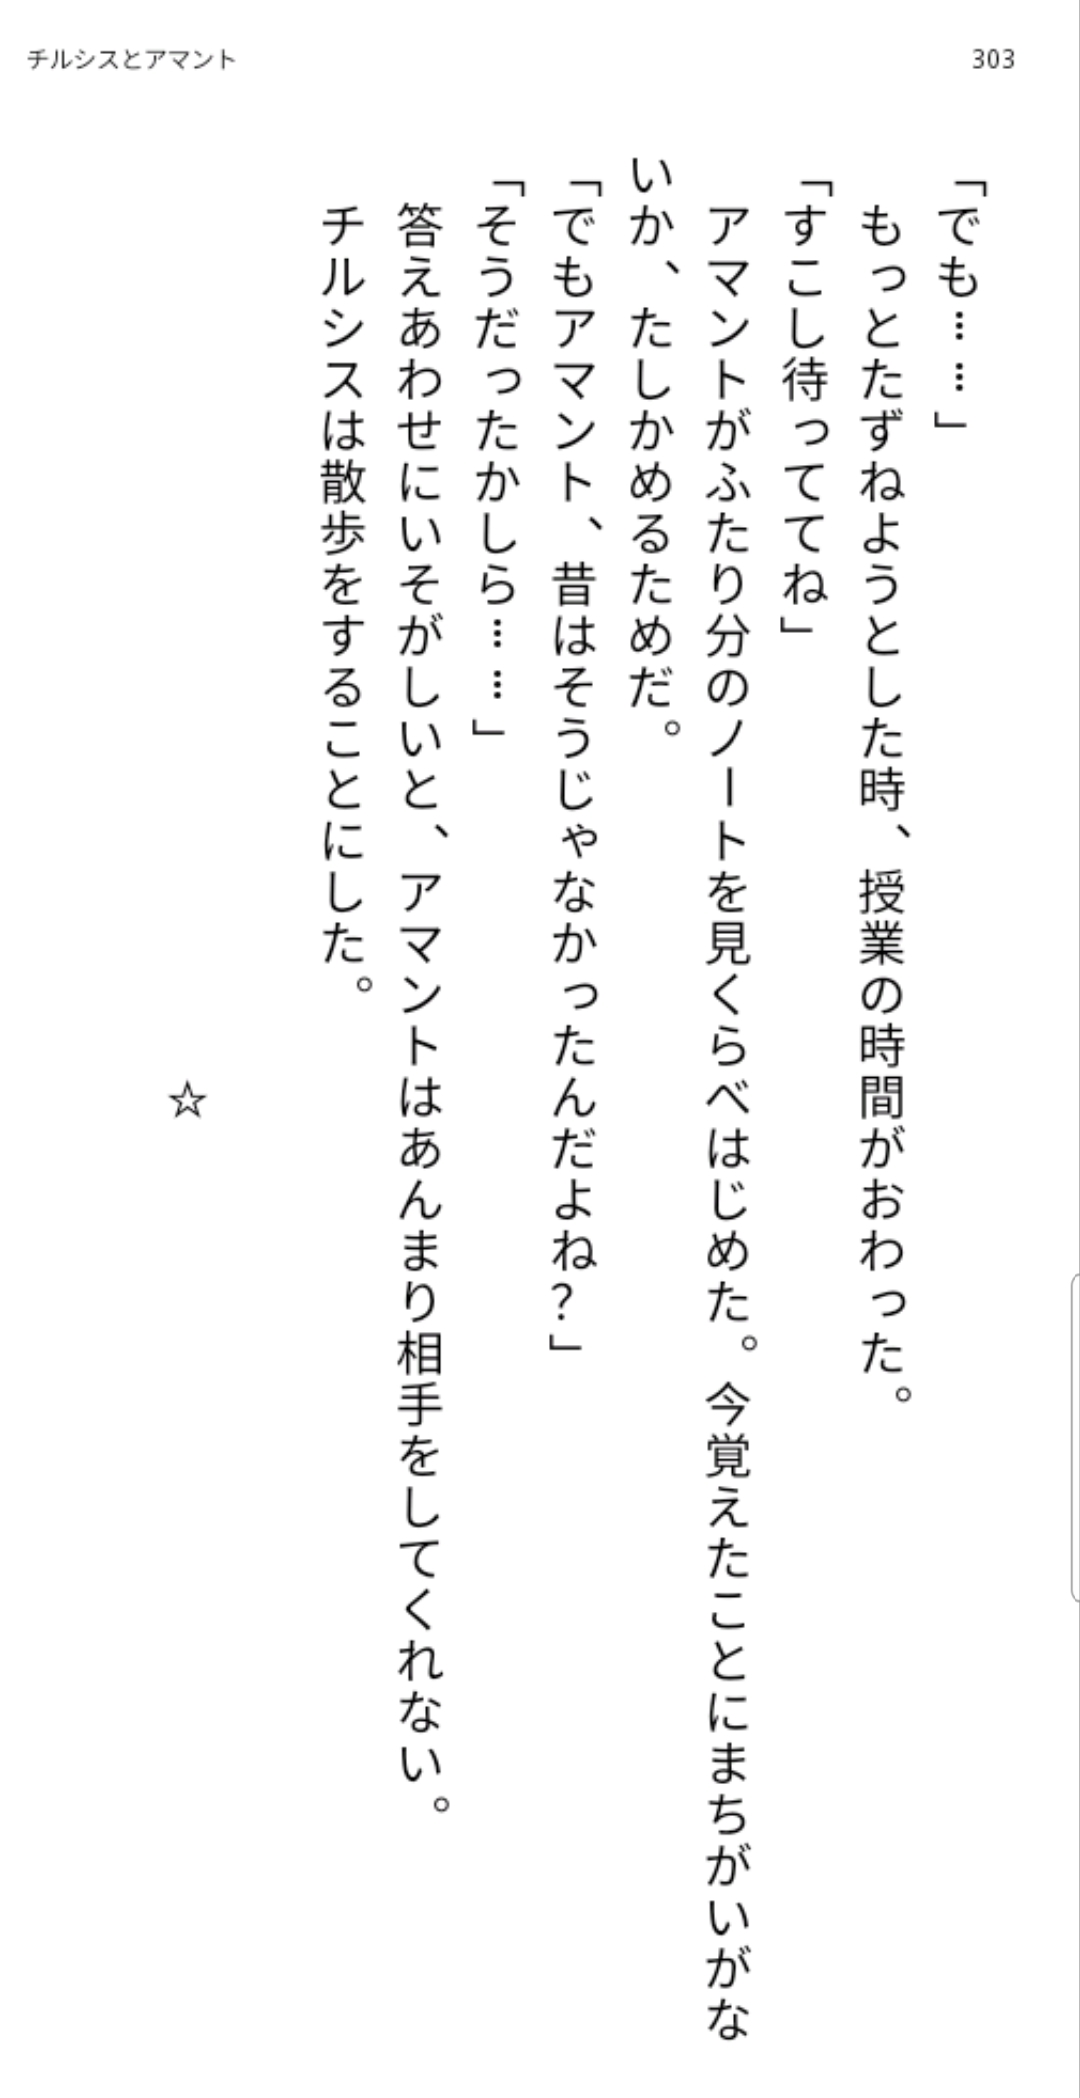 チルシスとアマント
303
「でも……」
もっとたずねようとした時、授業の時間がおわった。
「すこし待っててね」
アマントがふたり分のノートを見くらべはじめた。今覚えたことにまちがいがな
いか、たしかめるためだ。
「でもアマント、昔はそうじゃなかったんだよね？」
「そうだったかしら……」
答えあわせにいそがしいと、アマントはあんまり相手をしてくれない。
チルシスは散歩をすることにした。
☆